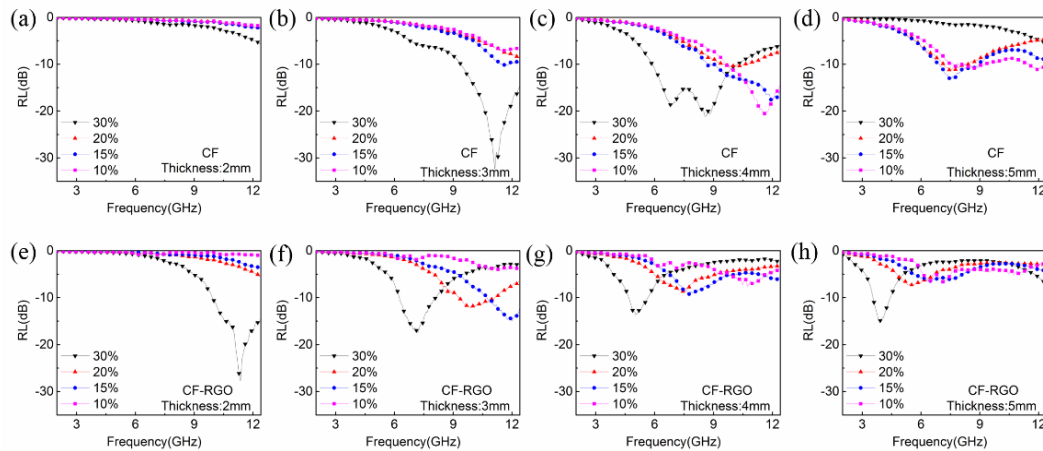 (a)
0
-10
-20
-30
RL(dB)
30%
20%
15%
10%
CF
Thickness:2mm
3 6 9 12
Frequency(GHz)
(b)
0
-10
-20
-30
RL(dB)
30%
20%
15%
10%
CF
Thickness:3mm
3 6 9 12
Frequency(GHz)
(c)
0
-10
-20
-30
RL(dB)
30%
20%
15%
10%
CF
Thickness:4mm
3 6 9 12
Frequency(GHz)
(d)
0
-10
-20
-30
RL(dB)
30%
20%
15%
10%
CF
Thickness:5mm
3 6 9 12
Frequency(GHz)
(e)
0
-10
-20
-30
RL(dB)
30%
20%
15%
10%
CF-RGO
Thickness:2mm
3 6 9 12
Frequency(GHz)
(f)
0
-10
-20
-30
RL(dB)
30%
20%
15%
10%
CF-RGO
Thickness:3mm
3 6 9 12
Frequency(GHz)
(g)
0
-10
-20
-30
RL(dB)
30%
20%
15%
10%
CF-RGO
Thickness:4mm
3 6 9 12
Frequency(GHz)
(h)
0
-10
-20
-30
RL(dB)
30%
20%
15%
10%
CF-RGO
Thickness:5mm
3 6 9 12
Frequency(GHz)